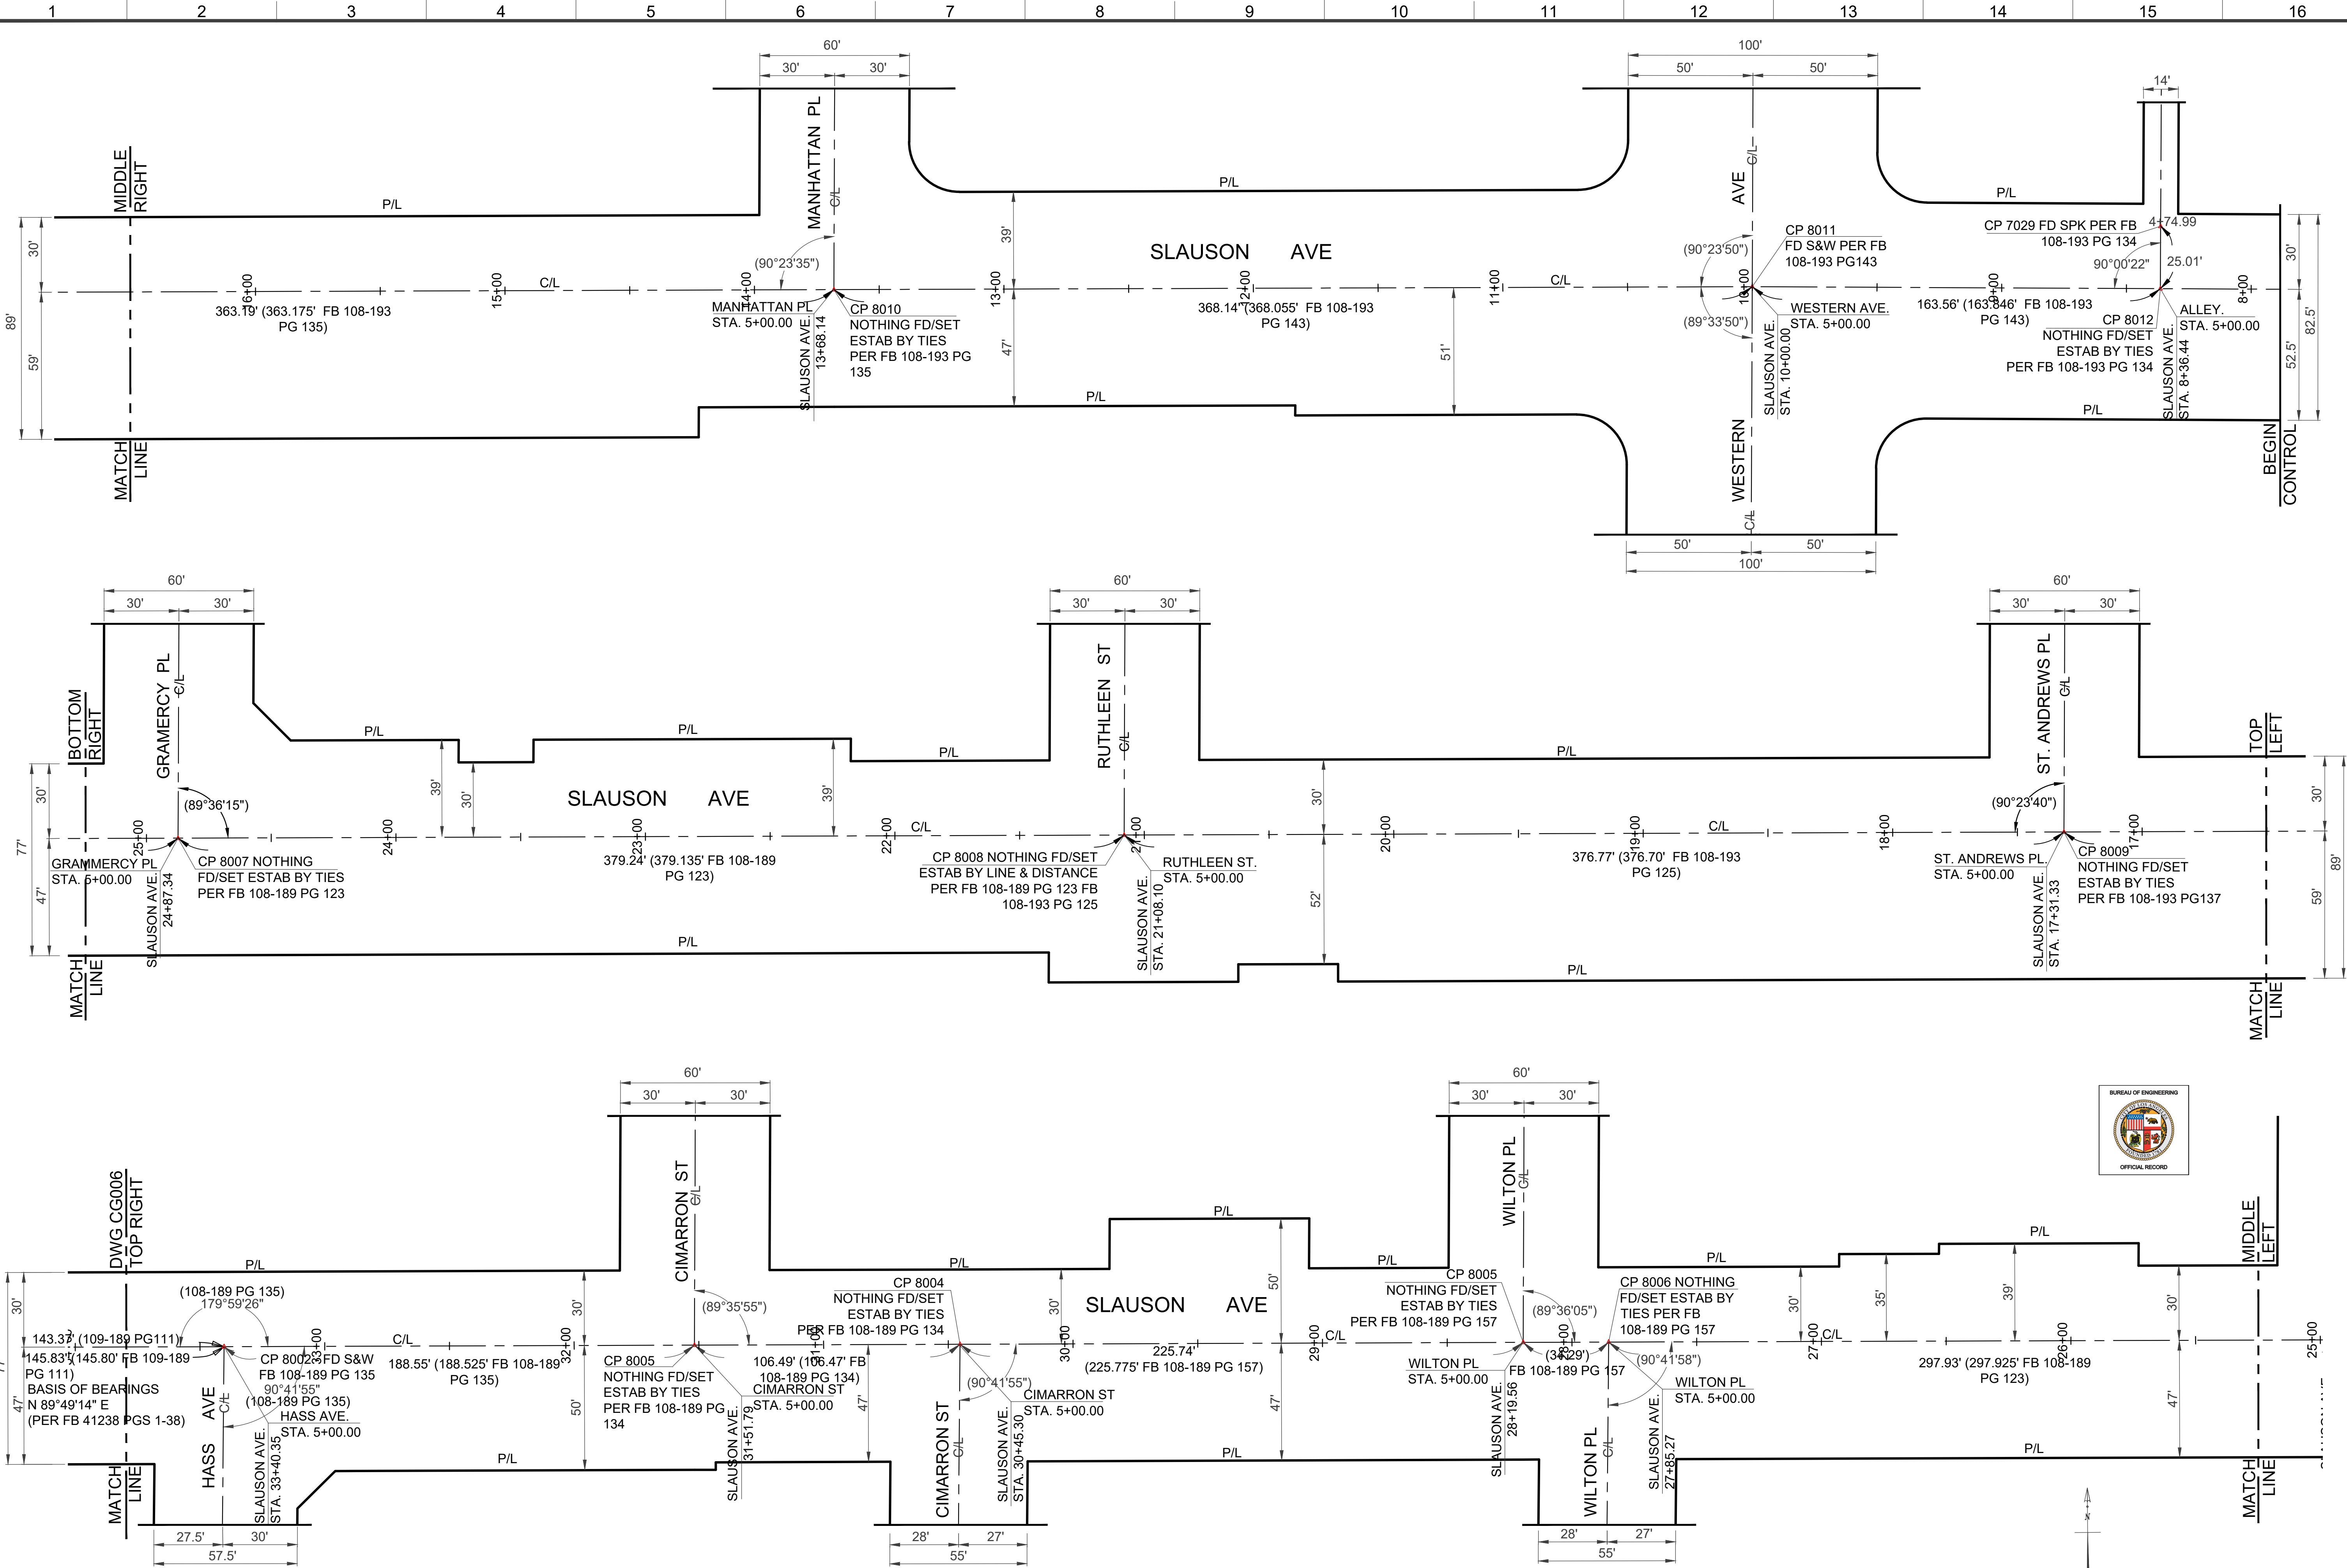 1 2 3 4 5 6 7 8 9 10 11 12 13 14 15 16
60'
30' 30'
100'
50' 50'
14'
MIDDLE
RIGHT
MANHATTAN PL
C/L
P/L
P/L
AVE
C/L
P/L
89'
30'
59'
39'
47'
SLAUSON AVE
(90°23'35")
(90°23'50")
(89°33'50")
CP 8011
FD S&W PER FB
108-193 PG143
CP 7029 FD SPK PER FB
108-193 PG 134
4+74.99
90°00'22"
25.01'
30'
82.5'
52.5'
16+00
15+00
C/L
14+00
13+00
12+00
11+00
C/L
10+00
9+00
8+00
363.19' (363.175' FB 108-193
PG 135)
MANHATTAN PL
STA. 5+00.00
SLAUSON AVE.
13+68.14
CP 8010
NOTHING FD/SET
ESTAB BY TIES
PER FB 108-193 PG
135
368.14' (368.055' FB 108-193
PG 143)
51'
WESTERN AVE.
STA. 5+00.00
SLAUSON AVE.
STA. 10+00.00
163.56' (163.846' FB 108-193
PG 143)
CP 8012
NOTHING FD/SET
ESTAB BY TIES
PER FB 108-193 PG 134
ALLEY.
STA. 5+00.00
SLAUSON AVE.
STA. 8+36.44
P/L
P/L
MATCH
LINE
WESTERN
C/L
BEGIN
CONTROL
50' 50'
100'
60'
30' 30'
60'
30' 30'
60'
30' 30'
BOTTOM
RIGHT
GRAMERCY PL
C/L
P/L
P/L
P/L
RUTHLEEN ST
C/L
P/L
ST. ANDREWS PL
C/L
TOP
LEFT
77'
30'
47'
(89°36'15")
39'
30'
SLAUSON AVE
39'
30'
52'
(90°23'40")
30'
89'
59'
25+00
24+00
23+00
22+00
C/L
21+00
20+00
19+00
C/L
18+00
17+00
GRAMMERCY PL
STA. 5+00.00
SLAUSON AVE.
24+87.34
CP 8007 NOTHING
FD/SET ESTAB BY TIES
PER FB 108-189 PG 123
379.24' (379.135' FB 108-189
PG 123)
CP 8008 NOTHING FD/SET
ESTAB BY LINE & DISTANCE
PER FB 108-189 PG 123 FB
108-193 PG 125
RUTHLEEN ST.
STA. 5+00.00
SLAUSON AVE.
STA. 21+08.10
376.77' (376.70' FB 108-193
PG 125)
ST. ANDREWS PL.
STA. 5+00.00
SLAUSON AVE.
STA. 17+31.33
CP 8009
NOTHING FD/SET
ESTAB BY TIES
PER FB 108-193 PG137
P/L
P/L
MATCH
LINE
MATCH
LINE
60'
30' 30'
60'
30' 30'
BUREAU OF ENGINEERING
OFFICIAL RECORD
DWG CG006
TOP RIGHT
P/L
CIMARRON ST
C/L
P/L
P/L
P/L
WILTON PL
C/L
P/L
P/L
MIDDLE
LEFT
30'
47'
(108-189 PG 135)
179°59'26"
30'
50'
(89°35'55")
CP 8004
NOTHING FD/SET
ESTAB BY TIES
PER FB 108-189 PG 134
30'
47'
SLAUSON AVE
50'
47'
CP 8005
NOTHING FD/SET
ESTAB BY TIES
PER FB 108-189 PG 157
(89°36'05")
CP 8006 NOTHING
FD/SET ESTAB BY
TIES PER FB
108-189 PG 157
30'
35'
39'
30'
47'
143.37' (109-189 PG111)
145.83' (145.80' FB 109-189
PG 111)
BASIS OF BEARINGS
N 89°49'14" E
(PER FB 41238 PGS 1-38)
CP 8002 FD S&W
FB 108-189 PG 135
90°41'55"
(108-189 PG 135)
HASS AVE.
STA. 5+00.00
SLAUSON AVE.
STA. 33+40.35
HASS AVE
C/L
33+00
C/L
32+00
31+00
30+00
29+00
C/L
28+00
27+00
C/L
26+00
25+00
188.55' (188.525' FB 108-189
PG 135)
CP 8005
NOTHING FD/SET
ESTAB BY TIES
PER FB 108-189 PG
134
106.49' (106.47' FB
108-189 PG 134)
CIMARRON ST
STA. 5+00.00
SLAUSON AVE.
31+51.79
(90°41'55")
CIMARRON ST
STA. 5+00.00
SLAUSON AVE.
STA. 30+45.30
CIMARRON ST
C/L
225.74'
(225.775' FB 108-189 PG 157)
WILTON PL
STA. 5+00.00
SLAUSON AVE.
28+19.56
(34.29')
FB 108-189 PG 157
(90°41'58")
WILTON PL
STA. 5+00.00
SLAUSON AVE.
27+85.27
WILTON PL
C/L
297.93' (297.925' FB 108-189
PG 123)
P/L
P/L
P/L
MATCH
LINE
MATCH
LINE
27.5' 30'
57.5'
28' 27'
55'
28' 27'
55'
N